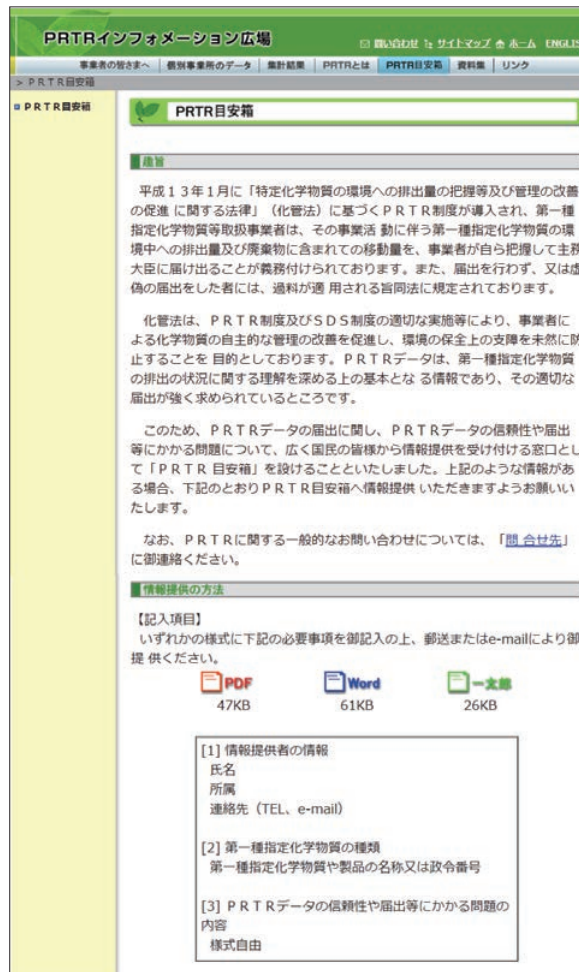 PRTRインフォメーション広場
問い合わせ サイトマップ ホーム ENGLIS
事業者の皆さまへ 個別事業所のデータ 集計結果 PRTRとは PRTR目安箱 資料集 リンク
> ＰＲＴＲ目安箱
ＰＲＴＲ目安箱
PRTR目安箱
趣旨
平成１３年１月に「特定化学物質の環境への排出量の把握等及び管理の改善
の促進 に関する法律」（化管法）に基づくＰＲＴＲ制度が導入され、第一種
指定化学物質等取扱事業者は、その事業活 動に伴う第一種指定化学物質の環
境中への排出量及び廃棄物に含まれての移動量を、事業者が自ら把握して主務
大臣に届け出ることが義務付けられております。また、届出を行わず、又は虚
偽の届出をした者には、過料が適 用される旨同法に規定されております。
化管法は、ＰＲＴＲ制度及びＳＤＳ制度の適切な実施等により、事業者に
よる化学物質の自主的な管理の改善を促進し、環境の保全上の支障を未然に防
止することを 目的としております。ＰＲＴＲデータは、第一種指定化学物質
の排出の状況に関する理解を深める上の基本とな る情報であり、その適切な
届出が強く求められているところです。
このため、ＰＲＴＲデータの届出に関し、ＰＲＴＲデータの信頼性や届出
等にかかる問題について、広く国民の皆様から情報提供を受け付ける窓口とし
て「ＰＲＴＲ 目安箱」を設けることといたしました。上記のような情報があ
る場合、下記のとおりＰＲＴＲ目安箱へ情報提供 いただきますようお願いい
たします。
なお、ＰＲＴＲに関する一般的なお問い合わせについては、「問 合せ先」
に御連絡ください。
情報提供の方法
【記入項目】
いずれかの様式に下記の必要事項を御記入の上、郵送またはe-mailにより御
提 供ください。
PDF Word 一太郎
47KB 61KB 26KB
[1] 情報提供者の情報
氏名
所属
連絡先（TEL、e-mail）
[2] 第一種指定化学物質の種類
第一種指定化学物質や製品の名称又は政令番号
[3] ＰＲＴＲデータの信頼性や届出等にかかる問題の
内容
様式自由